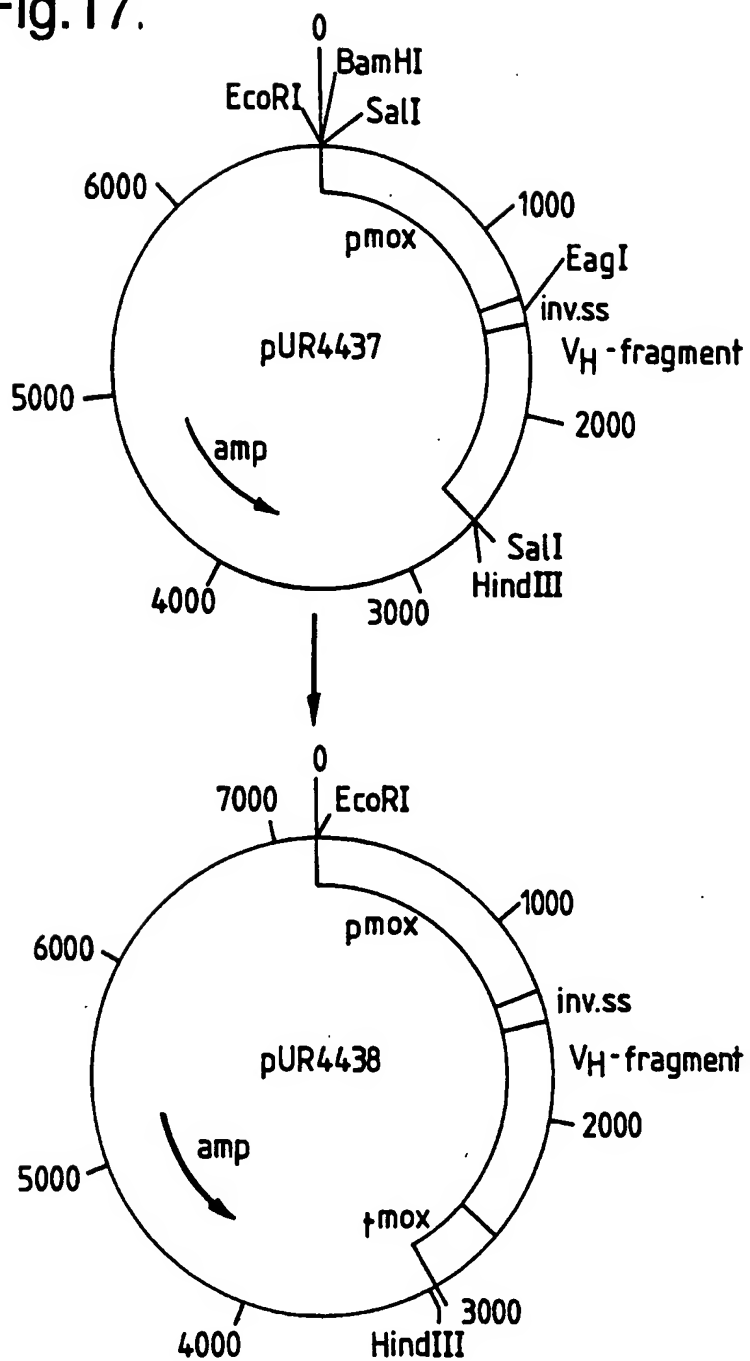 Fig.17.
0
BamHI
EcoRI
SalI
6000
1000
pmox
EagI
inv.ss
pUR4437
VH-fragment
5000
2000
amp
SalI
HindIII
4000
3000
0
7000
EcoRI
1000
pmox
6000
inv.ss
pUR4438
VH-fragment
2000
amp
5000
tmox
3000
4000
HindIII